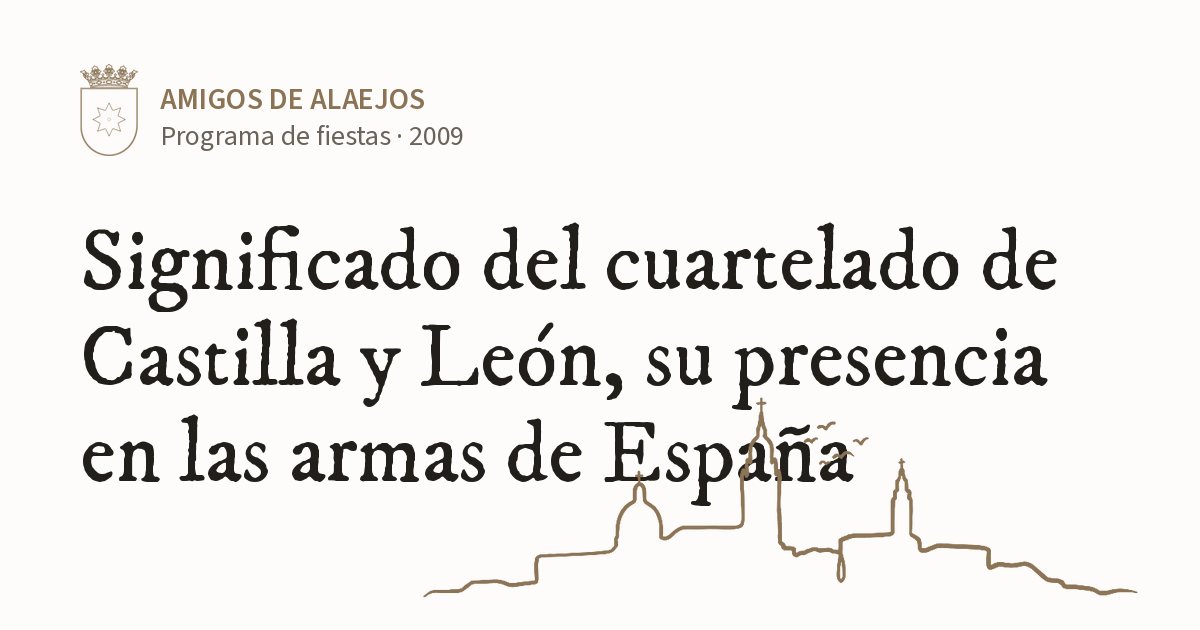 AMIGOS DE ALAEJOS
Programa de fiestas · 2009
Significado del cuartelado de
Castilla y León, su presencia
en las armas de España